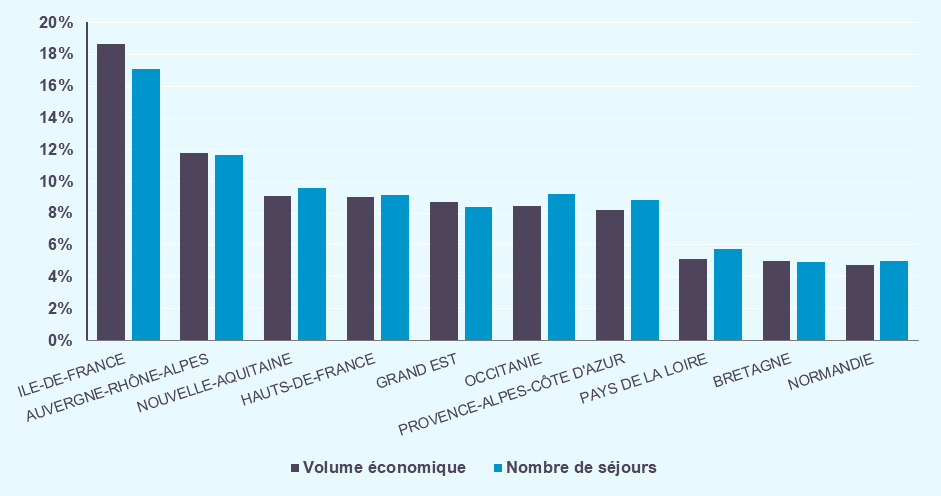 20%
18%
16%
14%
12%
10%
8%
6%
4%
2%
0%
ILE-DE-FRANCE
AUVERGNE-RHÔNE-ALPES
NOUVELLE-AQUITAINE
HAUTS-DE-FRANCE
GRAND EST
OCCITANIE
PROVENCE-ALPES-CÔTE D'AZUR
PAYS DE LA LOIRE
BRETAGNE
NORMANDIE
Volume économique Nombre de séjours